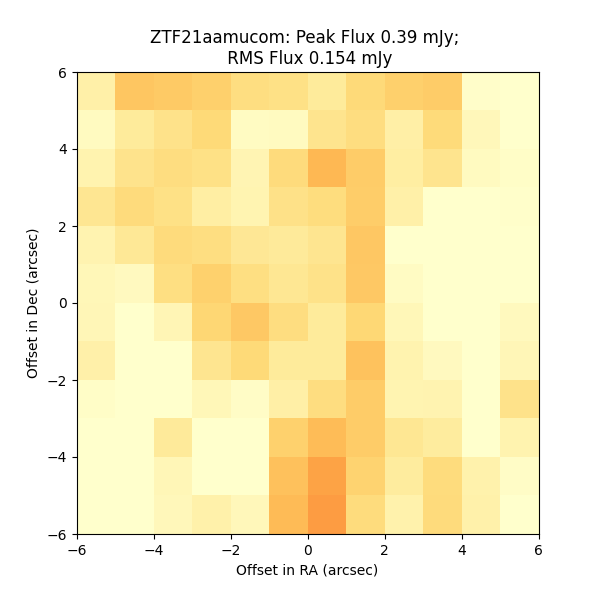 ZTF21aamucom: Peak Flux 0.39 mJy;
RMS Flux 0.154 mJy
6
4
2
0
−2
−4
−6
Offset in Dec (arcsec)
−6 −4 −2 0 2 4 6
Offset in RA (arcsec)